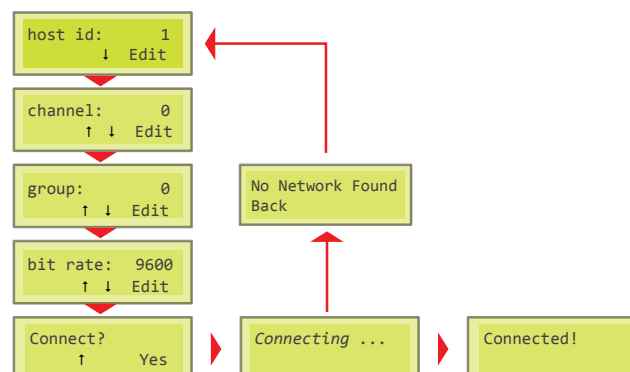 host id: 1
↓ Edit
channel: 0
↑ ↓ Edit
group: 0
↑ ↓ Edit
No Network Found
Back
bit rate: 9600
↑ ↓ Edit
Connect?
↑ Yes
Connecting ...
Connected!